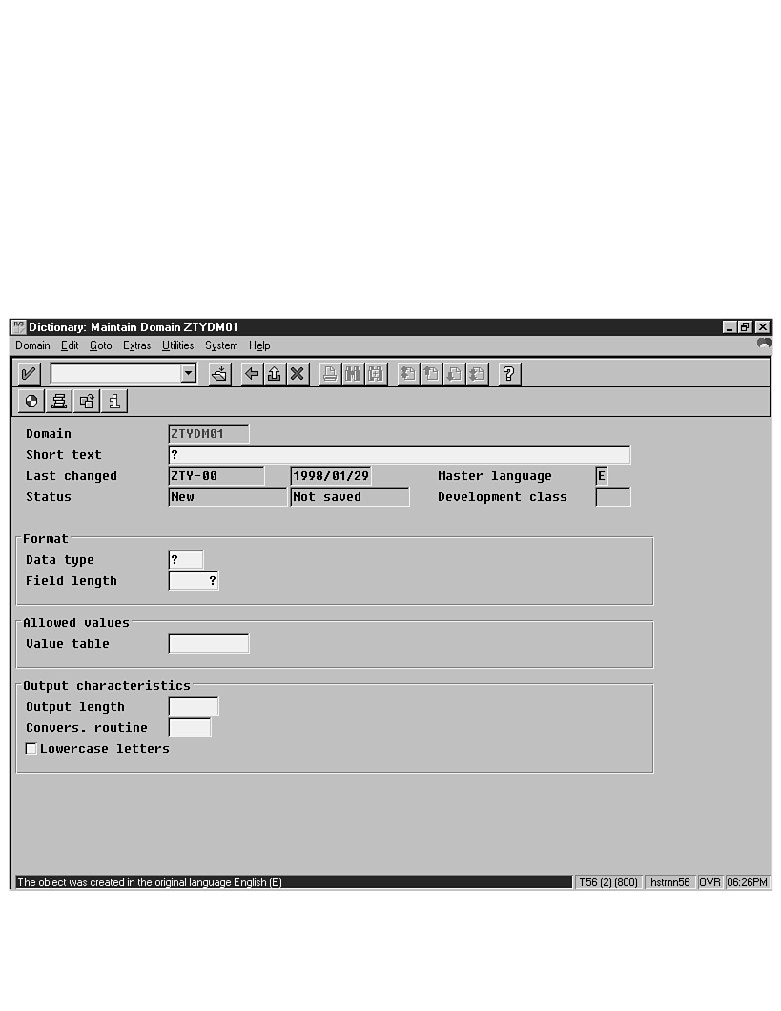 Dictionary: Maintain Domain ZTYDM01
Domain Edit Goto Extras Utilities System Help
Domain ZTYDM01
Short text ?
Last changed ZTY-00 1998/01/29 Master language E
Status New Not saved Development class
Format
Data type ?
Field length ?
Allowed values
Value table
Output characteristics
Output length
Convers. routine
Lowercase letters
The obect was created in the original language English (E) T56 (2) (800) hstrnn56 OVR 06:26PM